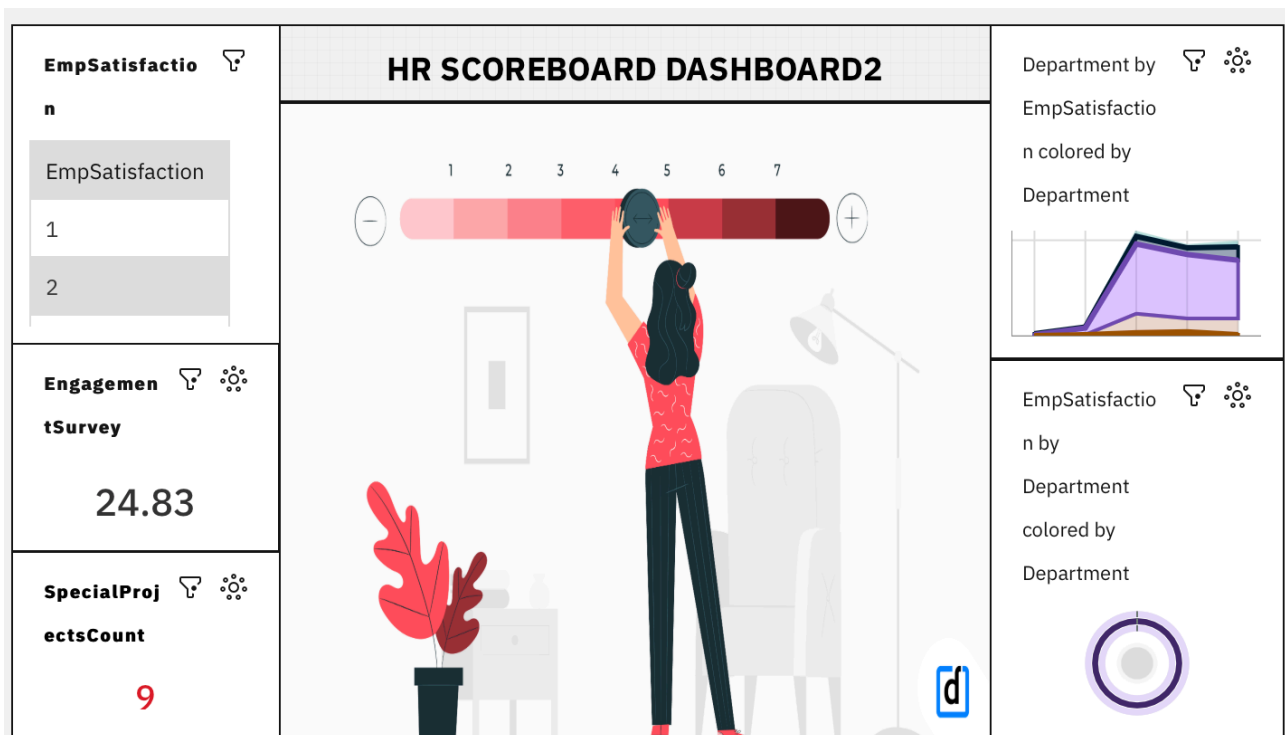 EmpSatisfactio
n
EmpSatisfaction
1
2
Engagemen
tSurvey
24.83
SpecialProj
ectsCount
9
HR SCOREBOARD DASHBOARD2
1 2 3 4 5 6 7
d
Department by
EmpSatisfactio
n colored by
Department
EmpSatisfactio
n by
Department
colored by
Department